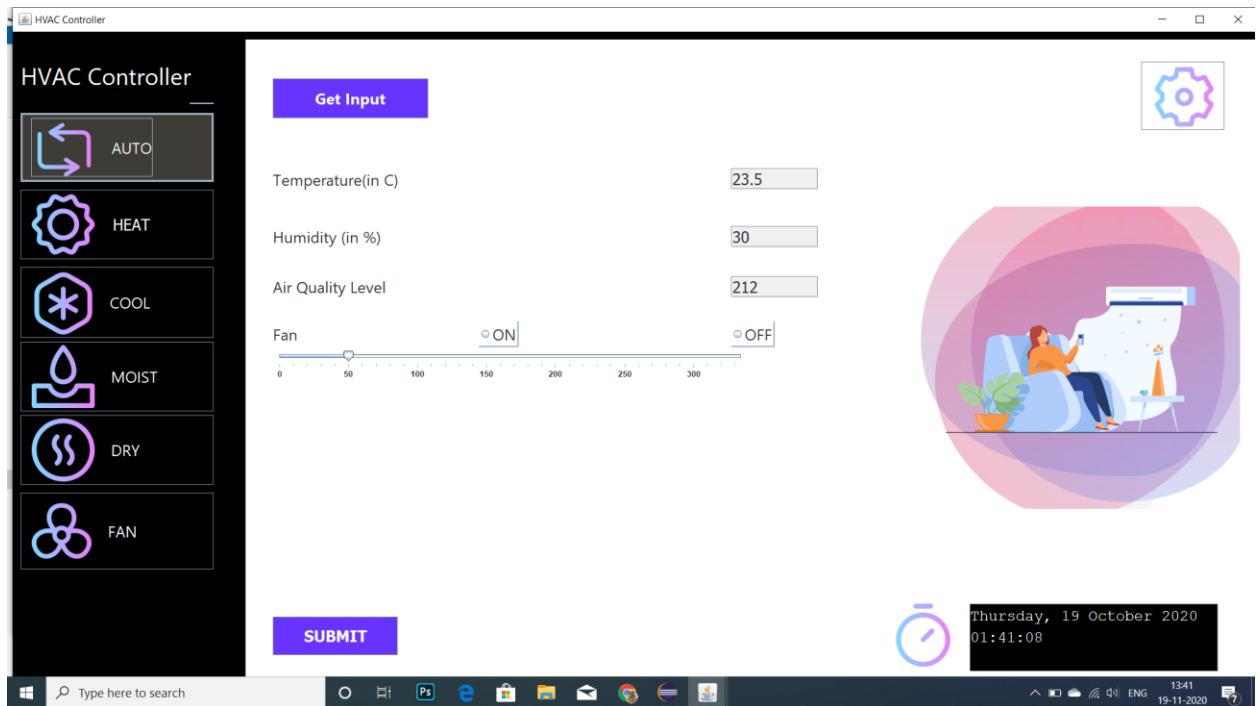 HVAC Controller
HVAC Controller
AUTO
HEAT
COOL
MOIST
DRY
FAN
Get Input
Temperature(in C) 23.5
Humidity (in %) 30
Air Quality Level 212
Fan ON OFF
0 50 100 150 200 250 300
SUBMIT
Thursday, 19 October 2020
01:41:08
Type here to search
Ps
ENG
13:41
19-11-2020
7